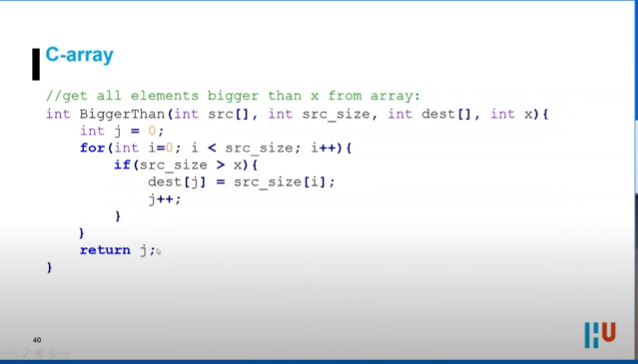 C-array
//get all elements bigger than x from array:
int BiggerThan(int src[], int src_size, int dest[], int x){
    int j = 0;
    for(int i=0; i < src_size; i++){
        if(src_size > x){
            dest[j] = src_size[i];
            j++;
        }
    }
    return j;
}
40
HU